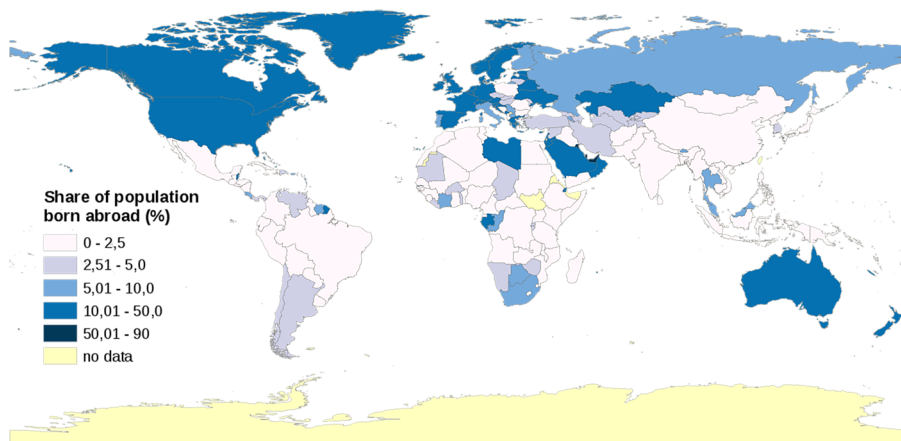 Share of population
born abroad (%)
0 - 2,5
2,51 - 5,0
5,01 - 10,0
10,01 - 50,0
50,01 - 90
no data